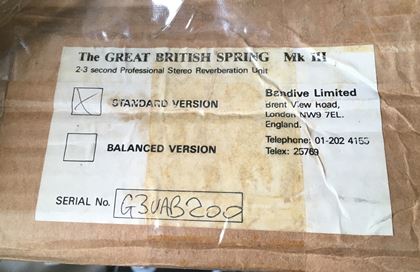 The GREAT BRITISH SPRING Mk III
2-3 second Professional Stereo Reverberation Unit
STANDARD VERSION
BALANCED VERSION
Bandive Limited
Brent View Road,
London NW9 7EL.
England.
Telephone: 01-202 4155
Telex: 25769
SERIAL No. G3UAB200